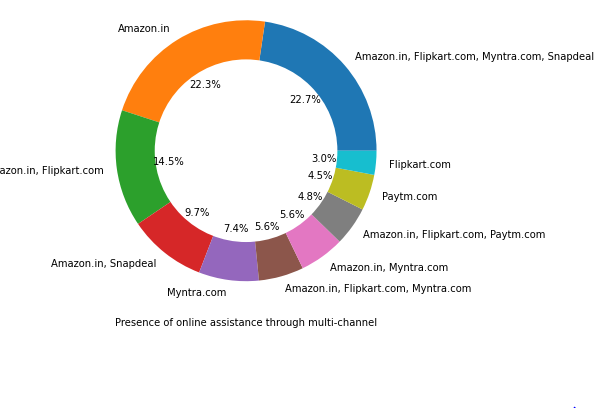 Amazon.in
Amazon.in, Flipkart.com, Myntra.com, Snapdeal
22.3%
22.7%
14.5%
3.0%
Flipkart.com
azon.in, Flipkart.com
4.5%
Paytm.com
4.8%
9.7%
5.6%
7.4%
5.6%
Amazon.in, Flipkart.com, Paytm.com
Amazon.in, Snapdeal
Amazon.in, Myntra.com
Myntra.com
Amazon.in, Flipkart.com, Myntra.com
Presence of online assistance through multi-channel